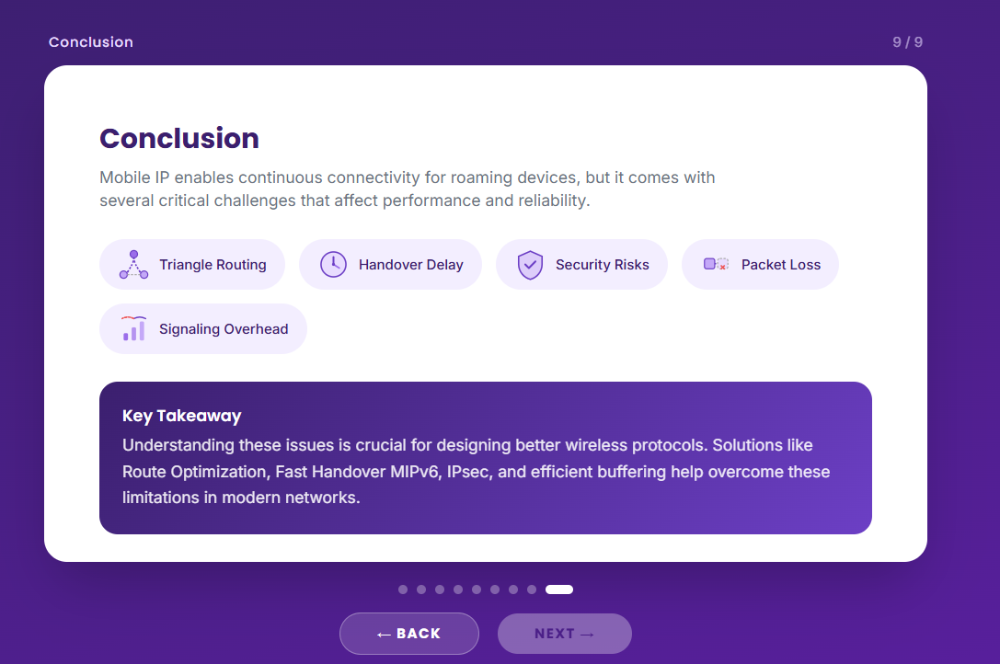 Conclusion
9 / 9
Conclusion
Mobile IP enables continuous connectivity for roaming devices, but it comes with
several critical challenges that affect performance and reliability.
Triangle Routing
Handover Delay
Security Risks
Packet Loss
Signaling Overhead
Key Takeaway
Understanding these issues is crucial for designing better wireless protocols. Solutions like
Route Optimization, Fast Handover MIPv6, IPsec, and efficient buffering help overcome these
limitations in modern networks.
← BACK
NEXT →